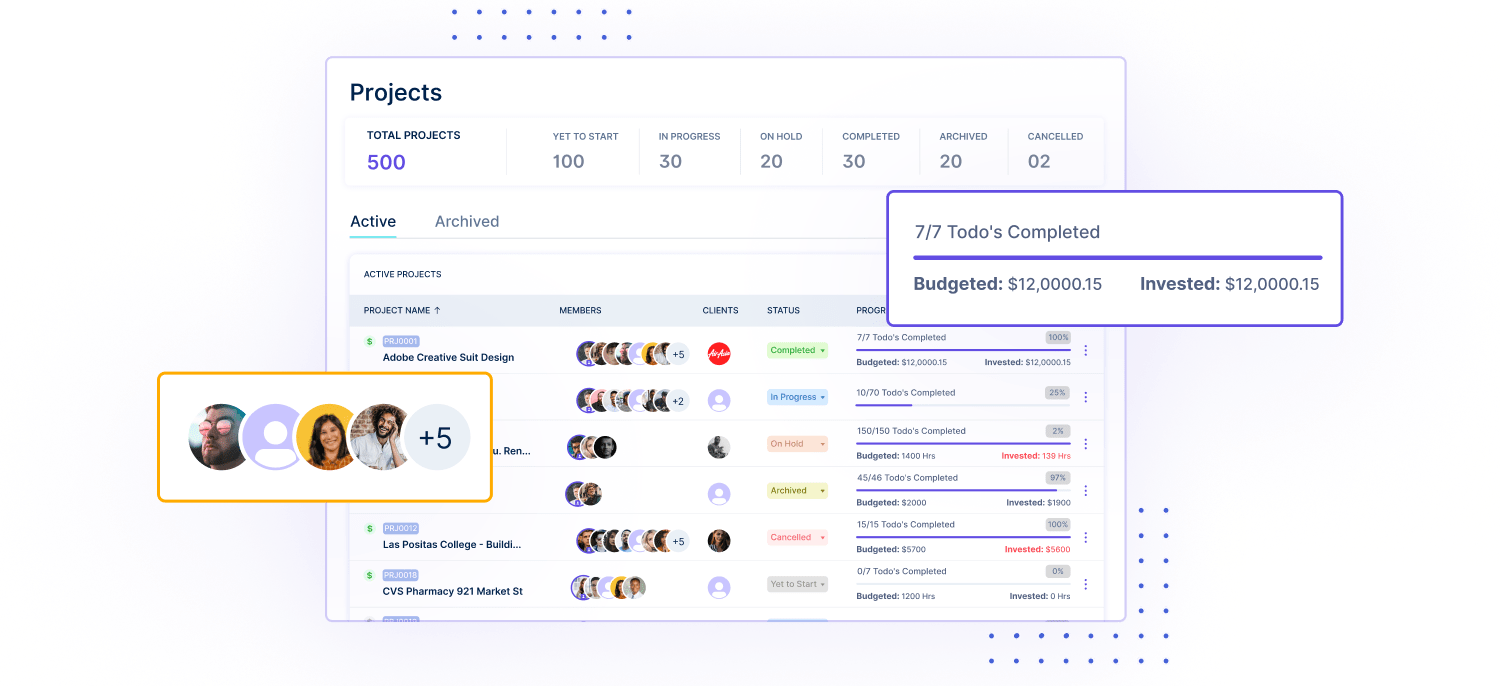 Projects
TOTAL PROJECTS YET TO START IN PROGRESS ON HOLD COMPLETED ARCHIVED CANCELLED
500 100 30 20 30 20 02
Active Archived
7/7 Todo's Completed
Budgeted: $12,0000.15 Invested: $12,0000.15
ACTIVE PROJECTS
PROJECT NAME ↑ MEMBERS CLIENTS STATUS PROGR
$ PRJ0001 7/7 Todo's Completed 100%
Adobe Creative Suit Design +5 AirAsia Completed
Budgeted: $12,0000.15 Invested: $12,0000.15
+2 In Progress 10/70 Todo's Completed 25%
+5
150/150 Todo's Completed 2%
u. Ren... On Hold
Budgeted: 1400 Hrs Invested: 139 Hrs
45/46 Todo's Completed 97%
Archived
Budgeted: $2000 Invested: $1900
$ PRJ0012 15/15 Todo's Completed 100%
Las Positas College - Buildi... +5 Cancelled
Budgeted: $5700 Invested: $5600
$ PRJ0018 0/7 Todo's Completed 0%
CVS Pharmacy 921 Market St Yet to Start
Budgeted: 1200 Hrs Invested: 0 Hrs